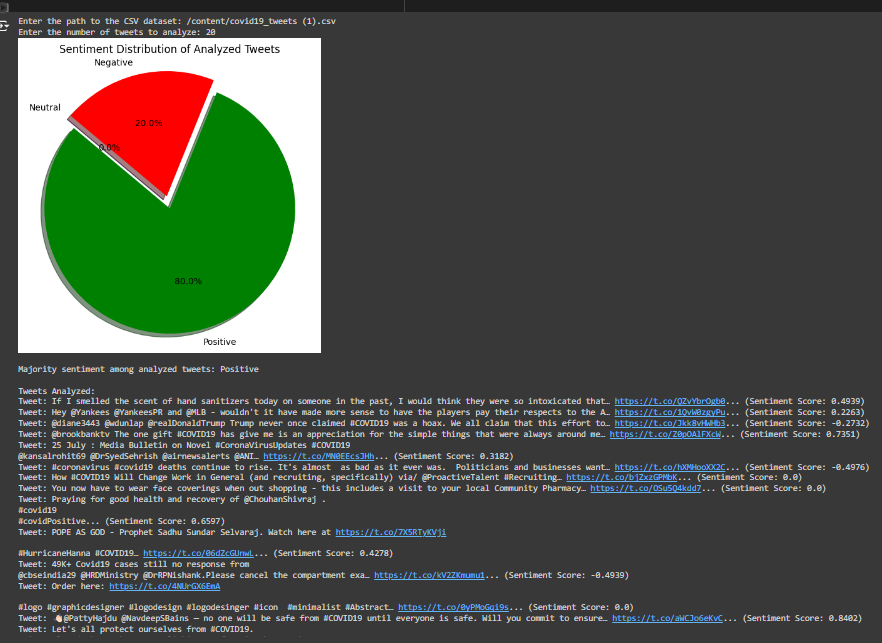 Enter the path to the CSV dataset: /content/covid19_tweets (1).csv
Enter the number of tweets to analyze: 20
Sentiment Distribution of Analyzed Tweets
Negative
Neutral
20.0%
0.0%
80.0%
Positive
Majority sentiment among analyzed tweets: Positive
Tweets Analyzed:
Tweet: If I smelled the scent of hand sanitizers today on someone in the past, I would think they were so intoxicated that… https://t.co/QZvYbrOgb0... (Sentiment Score: 0.4939)
Tweet: Hey @Yankees @YankeesPR and @MLB - wouldn't it have made more sense to have the players pay their respects to the A… https://t.co/1QvW0zgyPu... (Sentiment Score: 0.2263)
Tweet: @diane3443 @wdunlap @realDonaldTrump Trump never once claimed #COVID19 was a hoax. We all claim that this effort to… https://t.co/Jkk8vHWHb3... (Sentiment Score: -0.2732)
Tweet: @brookbanktv The one gift #COVID19 has give me is an appreciation for the simple things that were always around me… https://t.co/Z0pOAlFXcW... (Sentiment Score: 0.7351)
Tweet: 25 July : Media Bulletin on Novel #CoronaVirusUpdates #COVID19
@kansalrohit69 @DrSyedSehrish @airnewsalerts @ANI… https://t.co/MN0EEcsJHh... (Sentiment Score: 0.3182)
Tweet: #coronavirus #covid19 deaths continue to rise. It's almost  as bad as it ever was.  Politicians and businesses want… https://t.co/hXMHooXX2C... (Sentiment Score: -0.4976)
Tweet: How #COVID19 Will Change Work in General (and recruiting, specifically) via/ @ProactiveTalent #Recruiting… https://t.co/bjZxzGPMbK... (Sentiment Score: 0.0)
Tweet: You now have to wear face coverings when out shopping - this includes a visit to your local Community Pharmacy… https://t.co/OSu5Q4kdd7... (Sentiment Score: 0.0)
Tweet: Praying for good health and recovery of @ChouhanShivraj .
#covid19
#covidPositive... (Sentiment Score: 0.6597)
Tweet: POPE AS GOD - Prophet Sadhu Sundar Selvaraj. Watch here at https://t.co/7X5RTyKVji
#HurricaneHanna #COVID19… https://t.co/06dZcGUnwL... (Sentiment Score: 0.4278)
Tweet: 49K+ Covid19 cases still no response from
@cbseindia29 @HRDMinistry @DrRPNishank.Please cancel the compartment exa… https://t.co/kV2ZKmumu1... (Sentiment Score: -0.4939)
Tweet: Order here: https://t.co/4NUrGX6EmA
#logo #graphicdesigner #logodesign #logodesinger #icon  #minimalist #Abstract… https://t.co/0yPMoGqi9s... (Sentiment Score: 0.0)
Tweet: 👋🏻@PattyHajdu @NavdeepSBains — no one will be safe from #COVID19 until everyone is safe. Will you commit to ensure… https://t.co/aWCJo6eKvC... (Sentiment Score: 0.8402)
Tweet: Let's all protect ourselves from #COVID19.